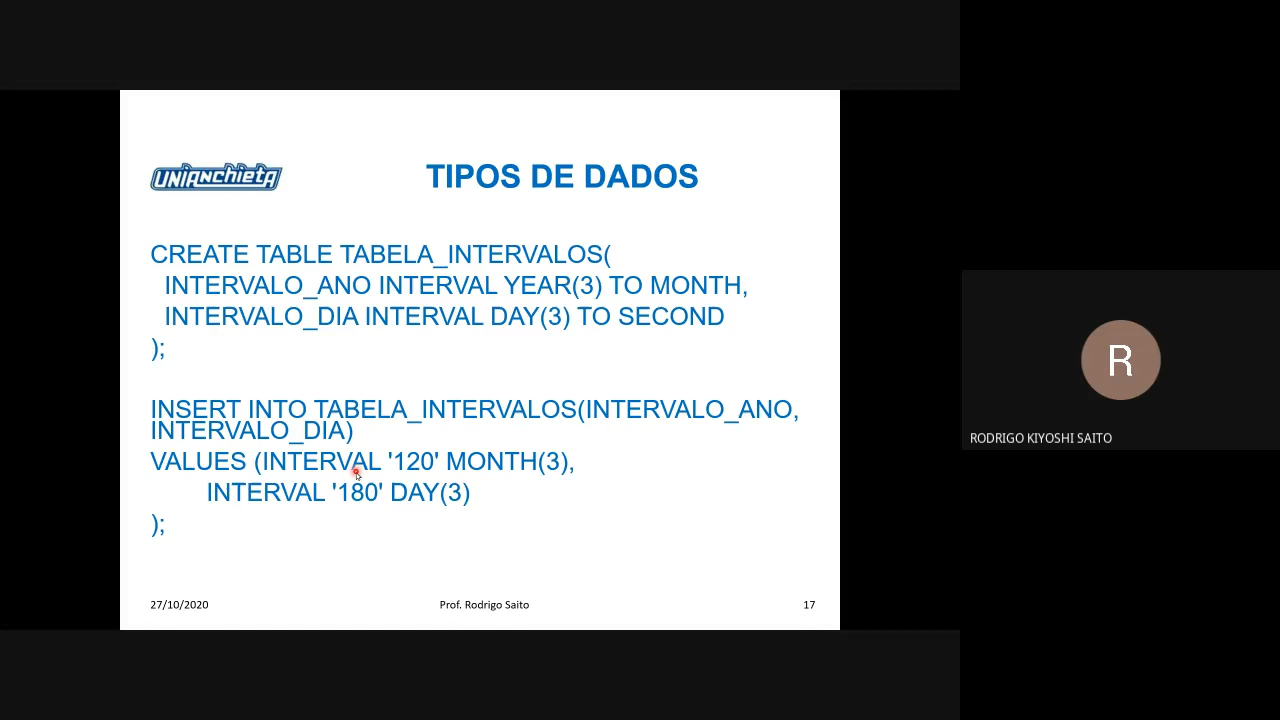 UNIANCHIETA
TIPOS DE DADOS
CREATE TABLE TABELA_INTERVALOS(
INTERVALO_ANO INTERVAL YEAR(3) TO MONTH,
INTERVALO_DIA INTERVAL DAY(3) TO SECOND
);
INSERT INTO TABELA_INTERVALOS(INTERVALO_ANO,
INTERVALO_DIA)
VALUES (INTERVAL '120' MONTH(3),
INTERVAL '180' DAY(3)
);
27/10/2020
Prof. Rodrigo Saito
17
R
RODRIGO KIYOSHI SAITO